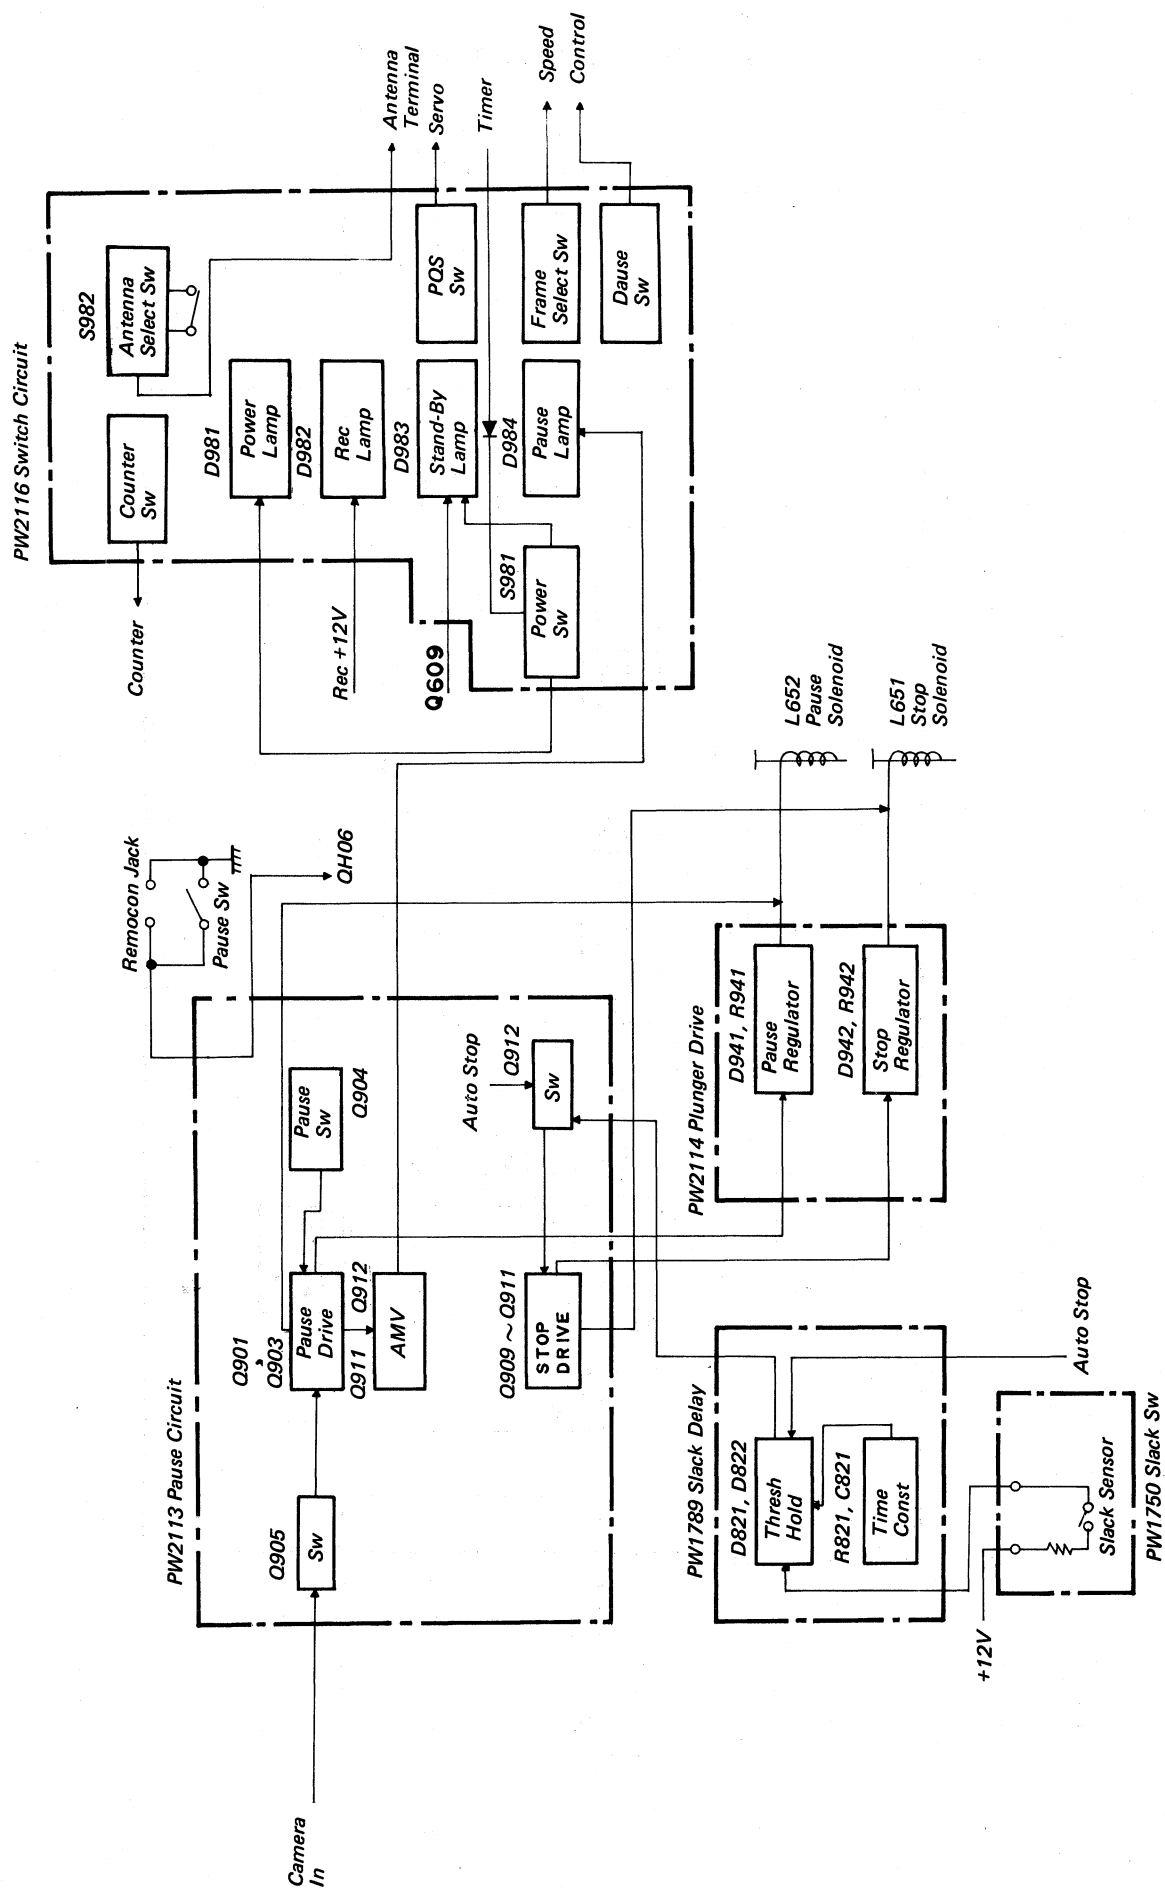 PW2116 Switch Circuit
Counter
Counter
Sw
S982
Antenna
Select Sw
Antenna
Terminal
Servo
Timer
Speed
Control
D981
Power
Lamp
Rec +12V
D982
Rec
Lamp
Q609
D983
Stand-By
Lamp
PQS
Sw
S981
Power
Sw
D984
Pause
Lamp
Frame
Select Sw
Dause
Sw
Remocon Jack
Pause Sw
QH06
PW2113 Pause Circuit
Camera
In
Q905
Sw
Q901
Q903
Pause
Drive
Pause
Sw
Q904
Q911
Q912
AMV
Auto Stop
Q912
Sw
Q909 ~ Q911
STOP
DRIVE
L652
Pause
Solenoid
L651
Stop
Solenoid
PW2114 Plunger Drive
D941, R941
Pause
Regulator
D942, R942
Stop
Regulator
PW1789 Slack Delay
D821, D822
Thresh
Hold
R821, C821
Time
Const
Auto Stop
+12V
Slack Sensor
PW1750 Slack Sw